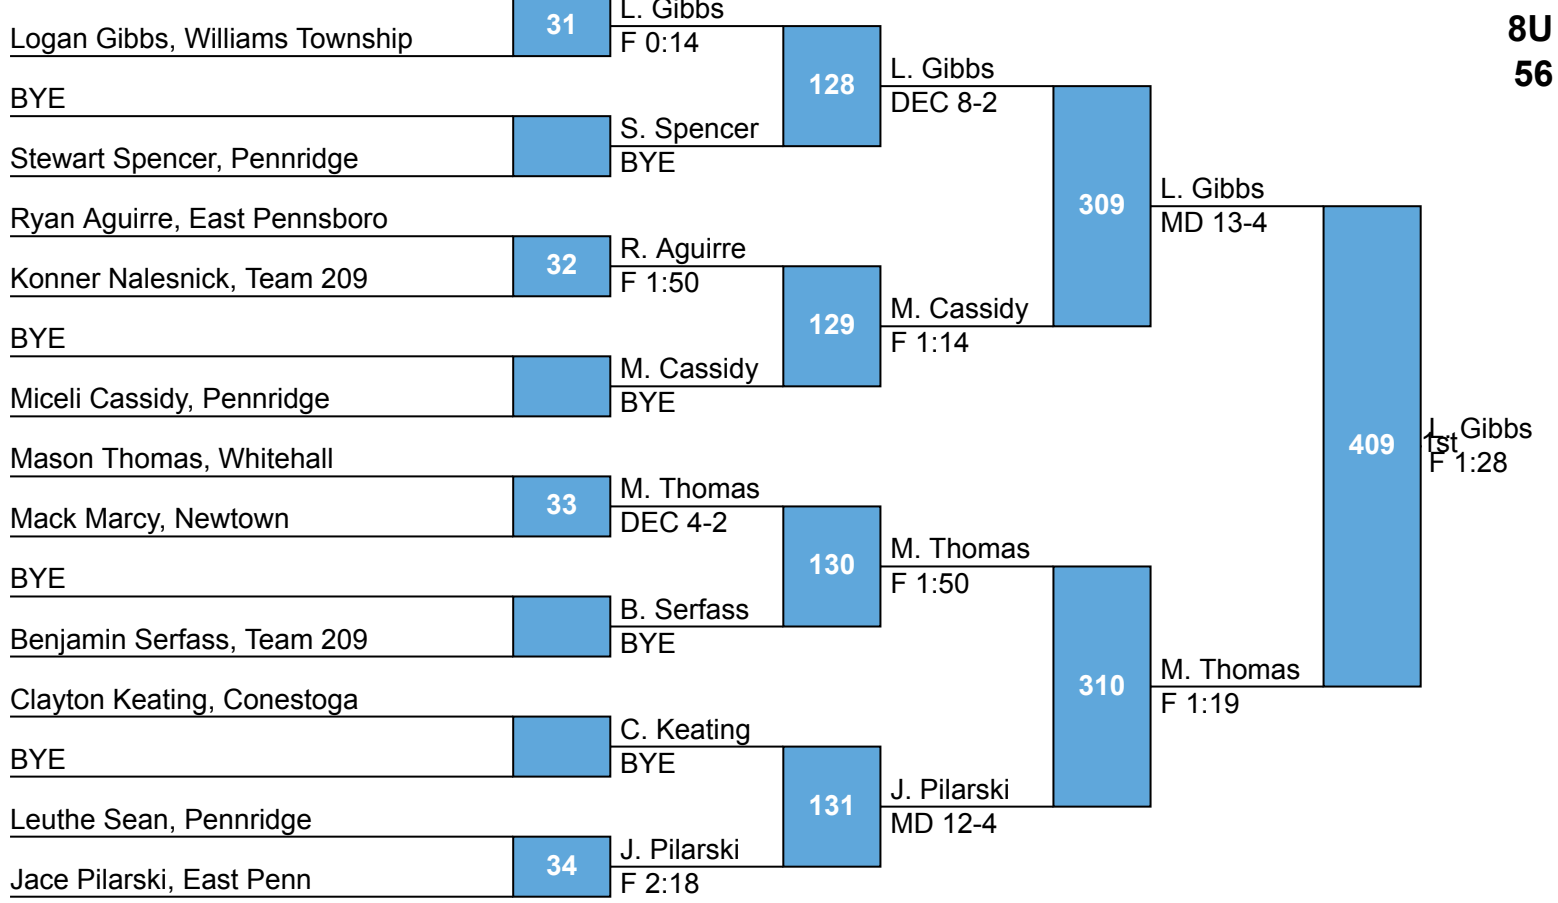 L. Gibbs
8U
Logan Gibbs, Williams Township
31
F 0:14
56
L. Gibbs
128
BYE
DEC 8-2
S. Spencer
Stewart Spencer, Pennridge
BYE
L. Gibbs
309
MD 13-4
Ryan Aguirre, East Pennsboro
R. Aguirre
32
Konner Nalesnick, Team 209
F 1:50
M. Cassidy
129
BYE
F 1:14
M. Cassidy
Miceli Cassidy, Pennridge
BYE
L. Gibbs
409
1st
F 1:28
Mason Thomas, Whitehall
M. Thomas
33
Mack Marcy, Newtown
DEC 4-2
M. Thomas
130
BYE
F 1:50
B. Serfass
Benjamin Serfass, Team 209
BYE
M. Thomas
310
F 1:19
Clayton Keating, Conestoga
C. Keating
BYE
BYE
J. Pilarski
131
MD 12-4
Leuthe Sean, Pennridge
J. Pilarski
34
Jace Pilarski, East Penn
F 2:18